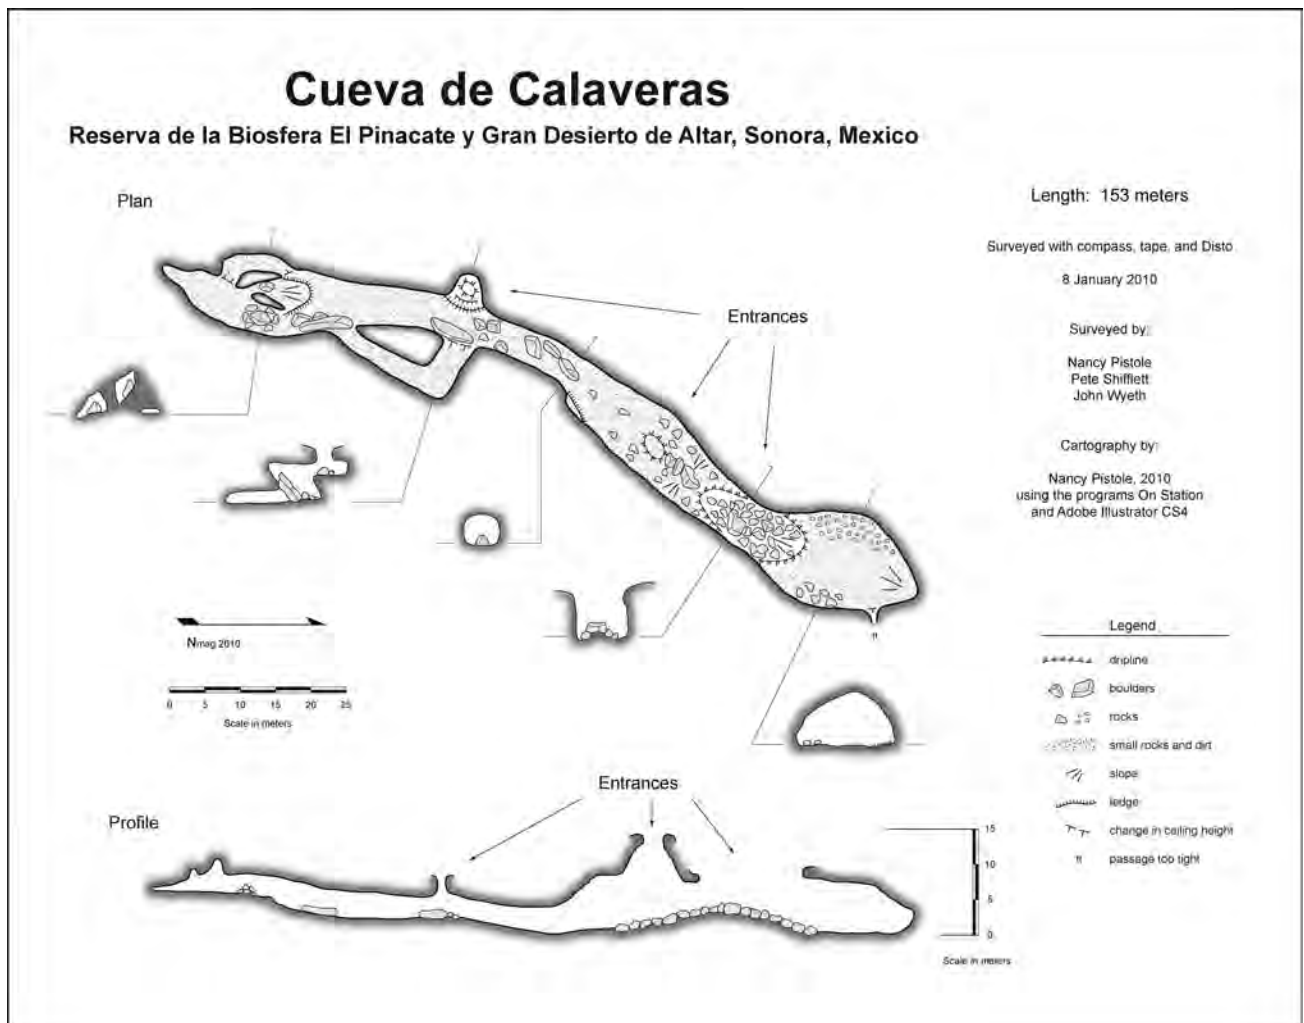 Cueva de Calaveras
Reserva de la Biosfera El Pinacate y Gran Desierto de Altar, Sonora, Mexico
Plan
Length: 153 meters
Surveyed with compass, tape, and Disto
8 January 2010
Surveyed by:
Nancy Pistole
Pete Shifflett
John Wyeth
Cartography by:
Nancy Pistole, 2010
using the programs On Station
and Adobe Illustrator CS4
Entrances
Nmag 2010
0 5 10 15 20 25
Scale in meters
Legend
dripline
boulders
rocks
small rocks and dirt
slope
ledge
change in ceiling height
tt passage too tight
tt
Entrances
Profile
15
10
5
0
Scale in meters